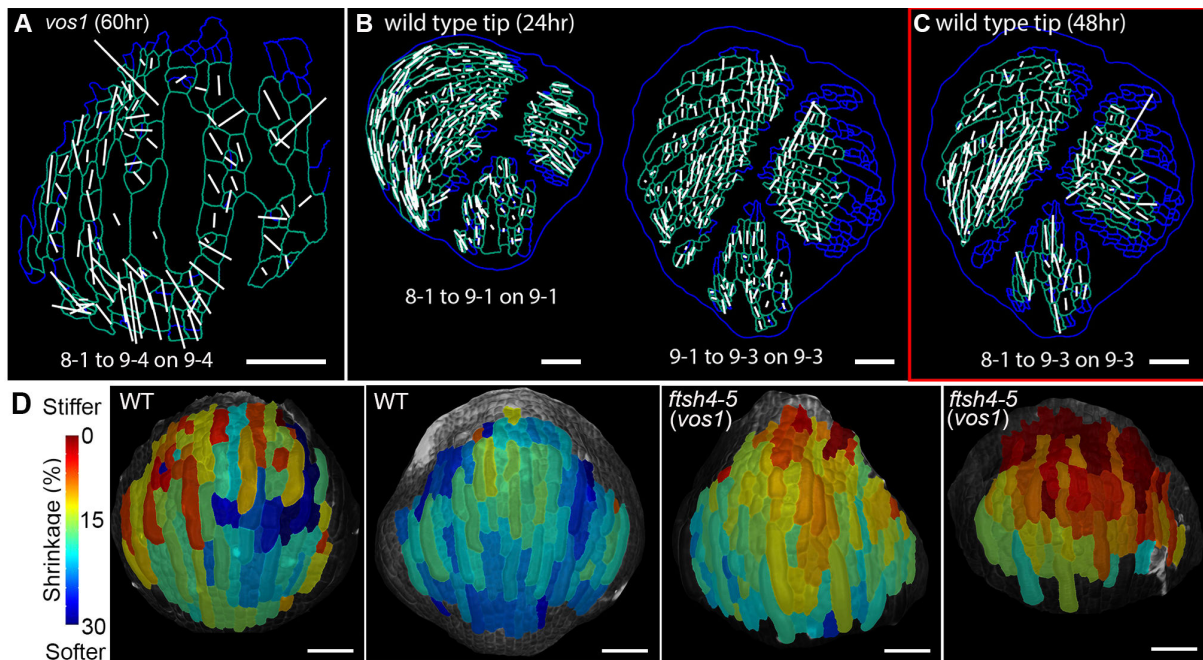 A vos1 (60hr)
8-1 to 9-4 on 9-4
B wild type tip (24hr)
8-1 to 9-1 on 9-1
9-1 to 9-3 on 9-3
C wild type tip (48hr)
8-1 to 9-3 on 9-3
D Stiffer
Shrinkage (%)
0
15
30
Softer
WT
WT
ftsh4-5
(vos1)
ftsh4-5
(vos1)